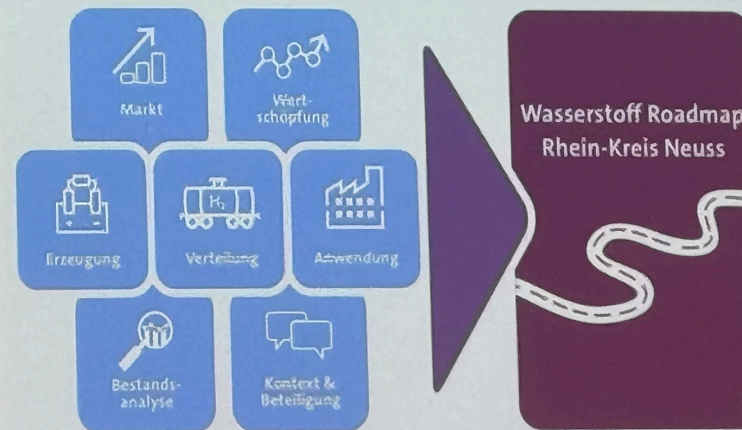 Markt
Wert-
schöpfung
Erzeugung
H₂
Verteilung
Anwendung
Bestands-
analyse
Kontext &
Beteiligung
Wasserstoff Roadmap
Rhein-Kreis Neuss